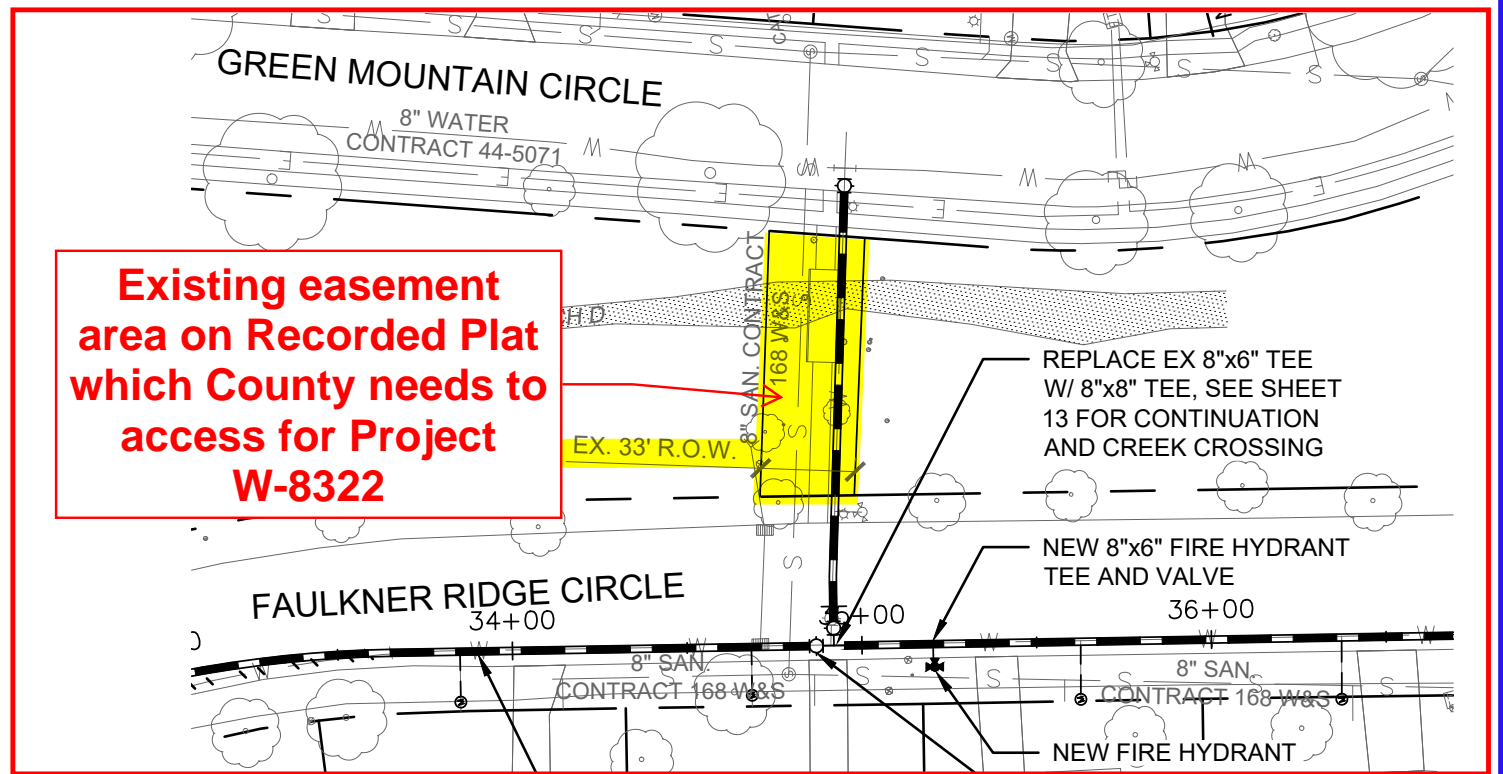 GREEN MOUNTAIN CIRCLE
8" WATER
CONTRACT 44-5071
Existing easement
area on Recorded Plat
which County needs to
access for Project
W-8322
8" SAN. CONTRACT
168 W&S
EX. 33' R.O.W.
REPLACE EX 8"x6" TEE
W/ 8"x8" TEE, SEE SHEET
13 FOR CONTINUATION
AND CREEK CROSSING
NEW 8"x6" FIRE HYDRANT
TEE AND VALVE
FAULKNER RIDGE CIRCLE
34+00
35+00
36+00
8" SAN.
CONTRACT 168 W&S
8" SAN.
CONTRACT 168 W&S
NEW FIRE HYDRANT